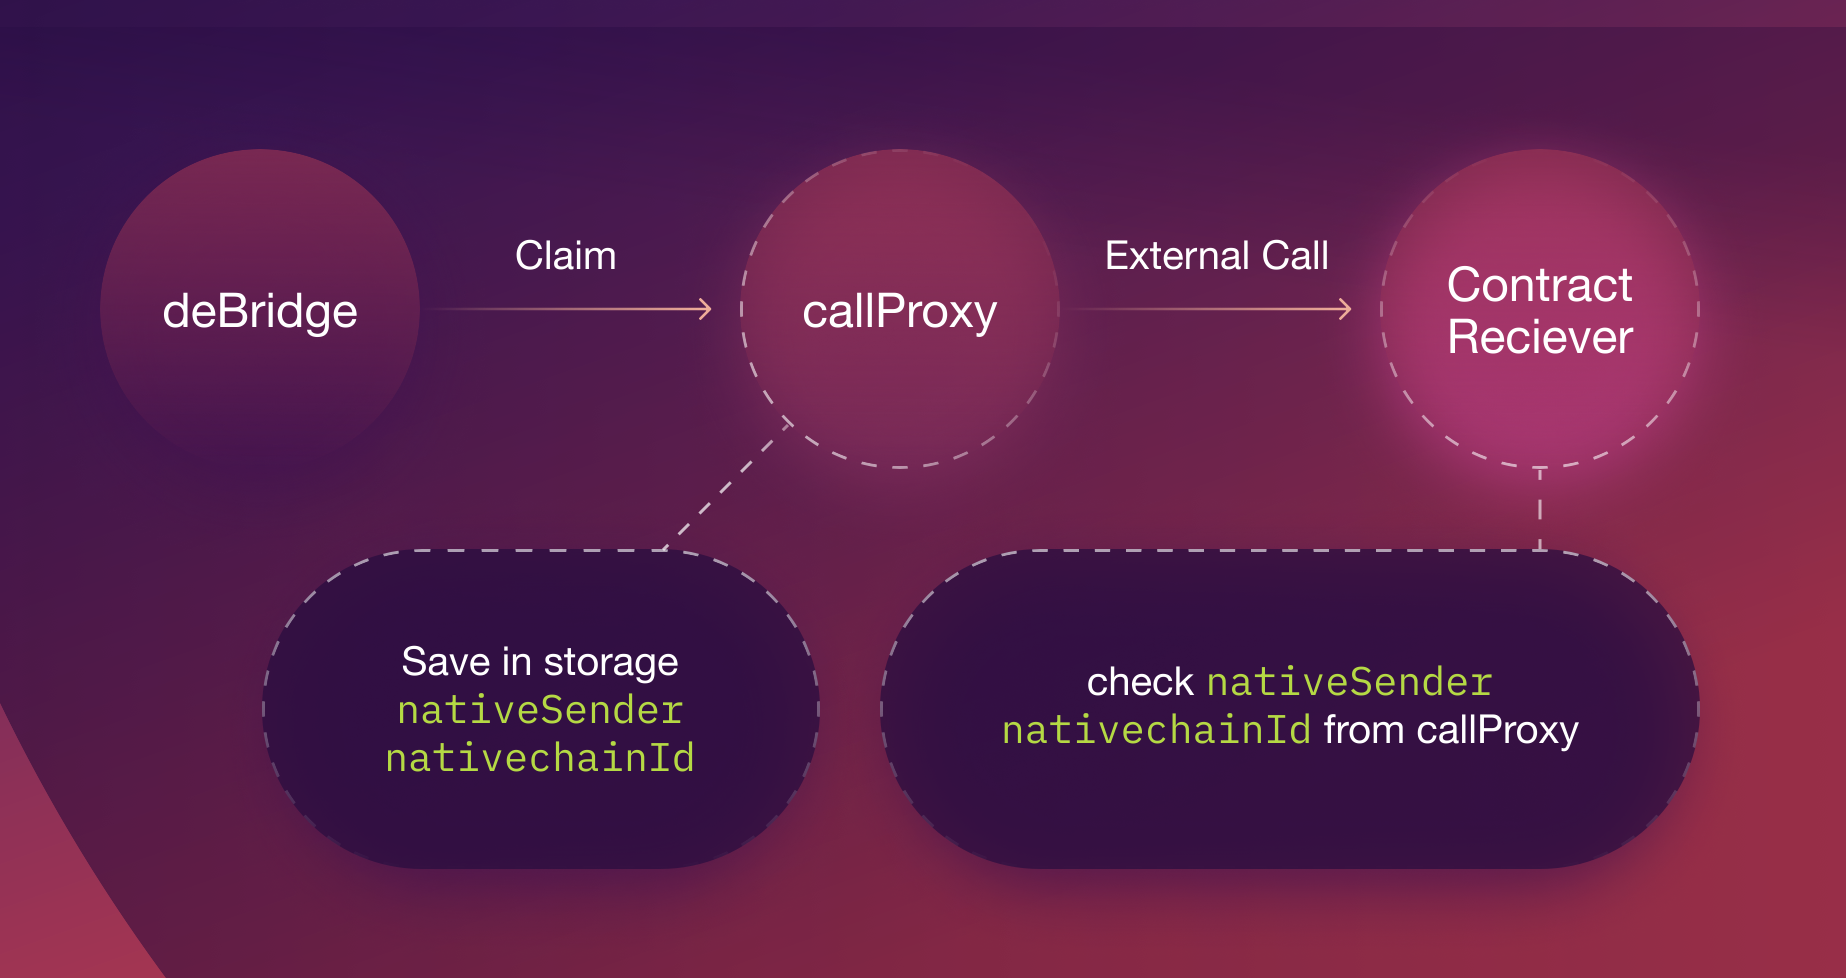 deBridge
Claim
callProxy
External Call
Contract
Reciever
Save in storage
nativeSender
nativechainId
check nativeSender
nativechainId from callProxy